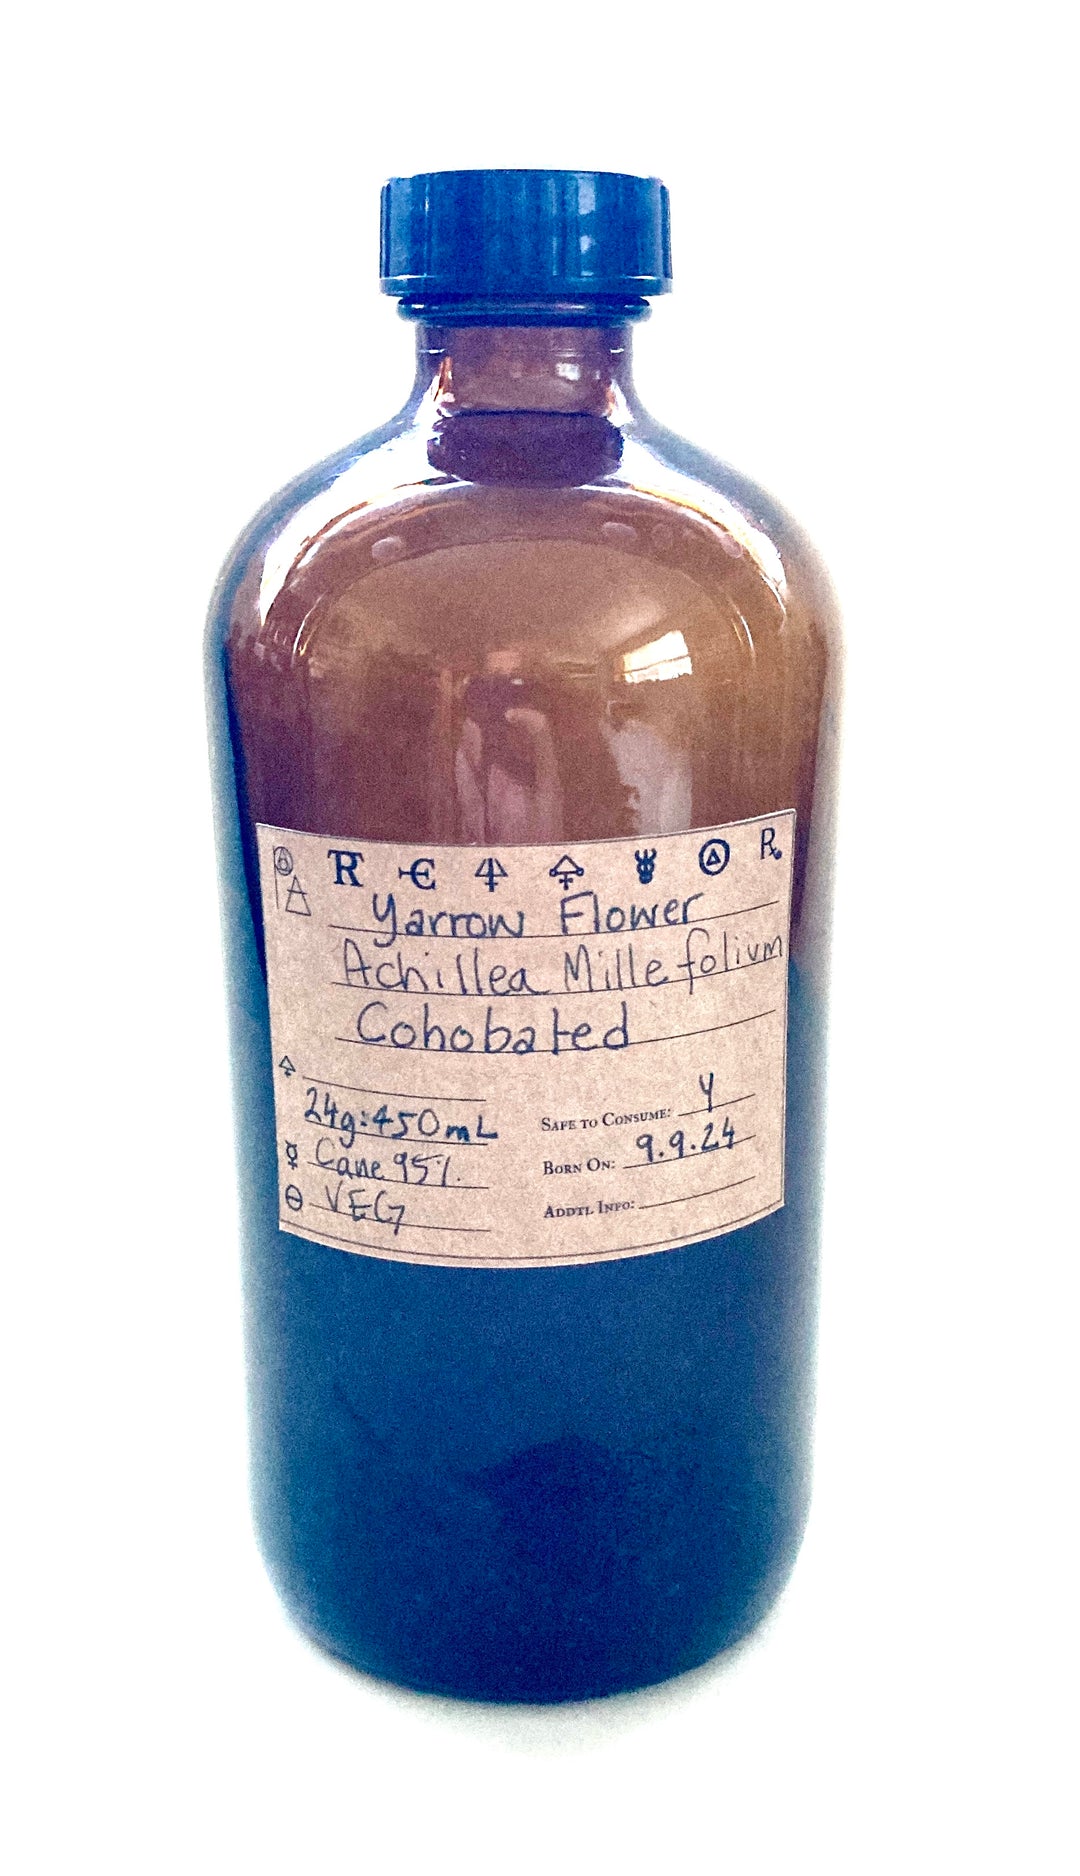 ℞
Yarrow Flower
Achillea Millefolium
Cohobated
24g:450mL
Cane 95%
VEG
SAFE TO CONSUME: Y
BORN ON: 9.9.24
ADDTL INFO: